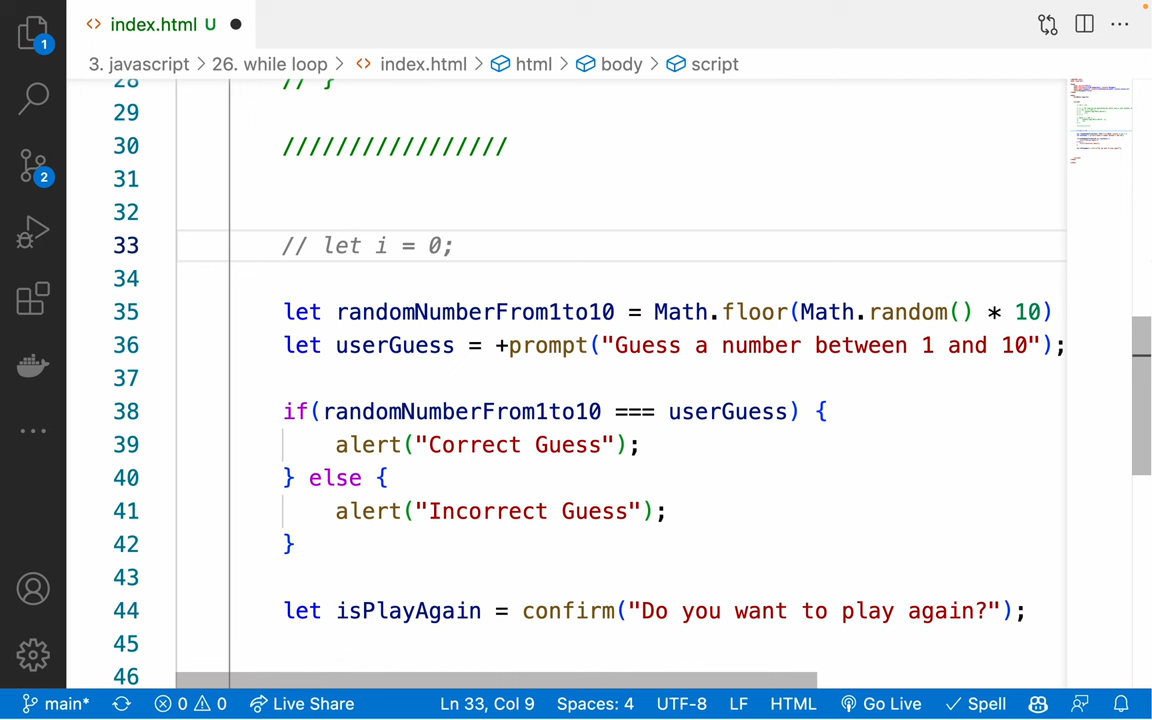 index.html U
3. javascript > 26. while loop > index.html > html > body > script
28 // }
29
30 ////////////////
31
32
33 // let i = 0;
34
35 let randomNumberFrom1to10 = Math.floor(Math.random() * 10)
36 let userGuess = +prompt("Guess a number between 1 and 10");
37
38 if(randomNumberFrom1to10 === userGuess) {
39 alert("Correct Guess");
40 } else {
41 alert("Incorrect Guess");
42 }
43
44 let isPlayAgain = confirm("Do you want to play again?");
45
46
1
2
main* 0 0 Live Share Ln 33, Col 9 Spaces: 4 UTF-8 LF HTML Go Live Spell